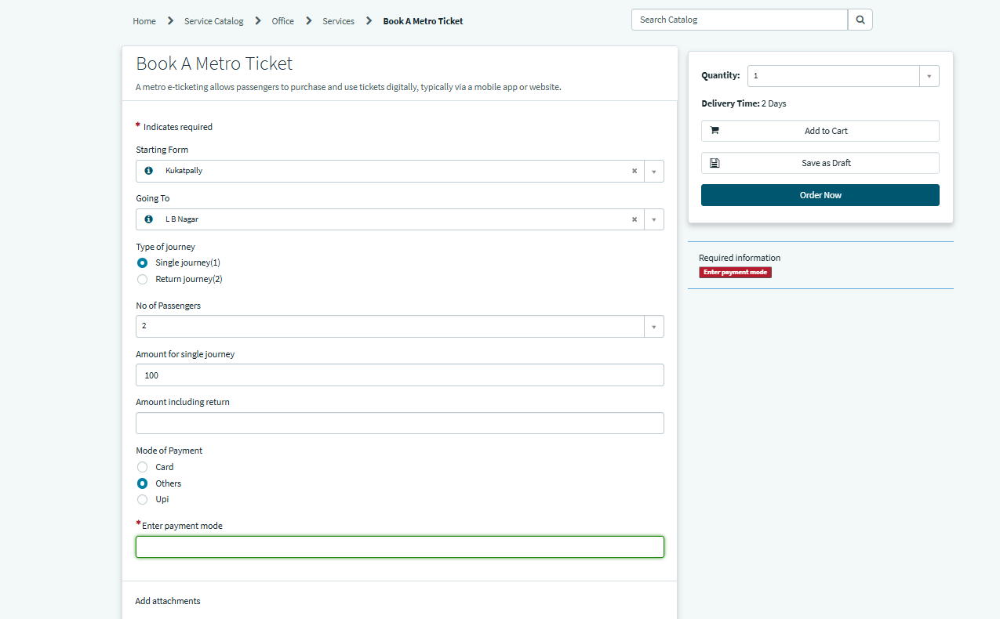 Home > Service Catalog > Office > Services > Book A Metro Ticket
Search Catalog
Book A Metro Ticket
A metro e-ticketing allows passengers to purchase and use tickets digitally, typically via a mobile app or website.
* Indicates required
Starting Form
Kukatpally
Going To
L B Nagar
Type of journey
Single journey(1)
Return journey(2)
No of Passengers
2
Amount for single journey
100
Amount including return
Mode of Payment
Card
Others
Upi
* Enter payment mode
Add attachments
Quantity: 1
Delivery Time: 2 Days
Add to Cart
Save as Draft
Order Now
Required information
Enter payment mode